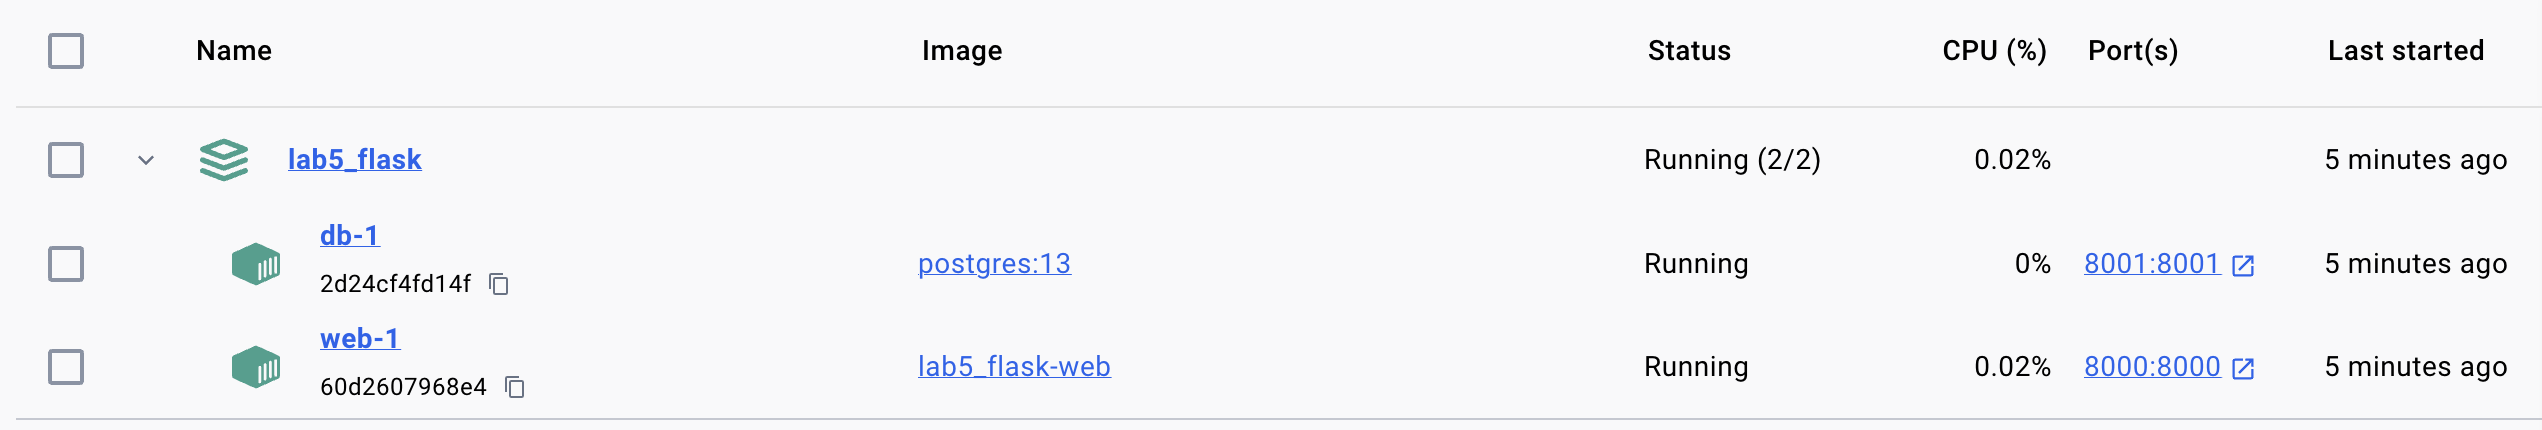 Name Image Status CPU (%) Port(s) Last started
lab5_flask Running (2/2) 0.02% 5 minutes ago
db-1
2d24cf4fd14f postgres:13 Running 0% 8001:8001 5 minutes ago
web-1
60d2607968e4 lab5_flask-web Running 0.02% 8000:8000 5 minutes ago